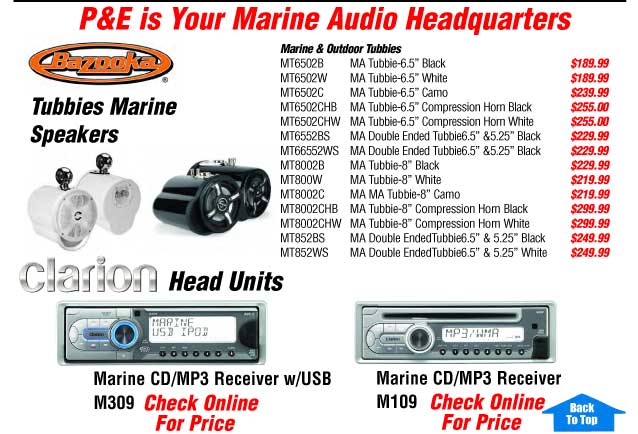 P&E is Your Marine Audio Headquarters
Bazooka®
Tubbies Marine
Speakers
Marine & Outdoor Tubbies
MT6502B MA Tubbie-6.5” Black $189.99
MT6502W MA Tubbie-6.5” White $189.99
MT6502C MA Tubbie-6.5” Camo $239.99
MT6502CHB MA Tubbie-6.5” Compression Horn Black $255.00
MT6502CHW MA Tubbie-6.5” Compression Horn White $255.00
MT6552BS MA Double Ended Tubbie6.5” &5.25” Black $229.99
MT66552WS MA Double Ended Tubbie6.5” &5.25” Black $229.99
MT8002B MA Tubbie-8” Black $229.99
MT800W MA Tubbie-8” White $219.99
MT8002C MA MA Tubbie-8” Camo $219.99
MT8002CHB MA Tubbie-8” Compression Horn Black $299.99
MT8002CHW MA Tubbie-8” Compression Horn White $299.99
MT852BS MA Double EndedTubbie6.5” & 5.25” Black $249.99
MT852WS MA Double EndedTubbie6.5” & 5.25” White $249.99
clarion Head Units
MARINE
USB IPOD
Clarion
MP3/WMA
Marine CD/MP3 Receiver w/USB
M309 Check Online
For Price
Marine CD/MP3 Receiver
M109 Check Online
For Price
Back
To Top